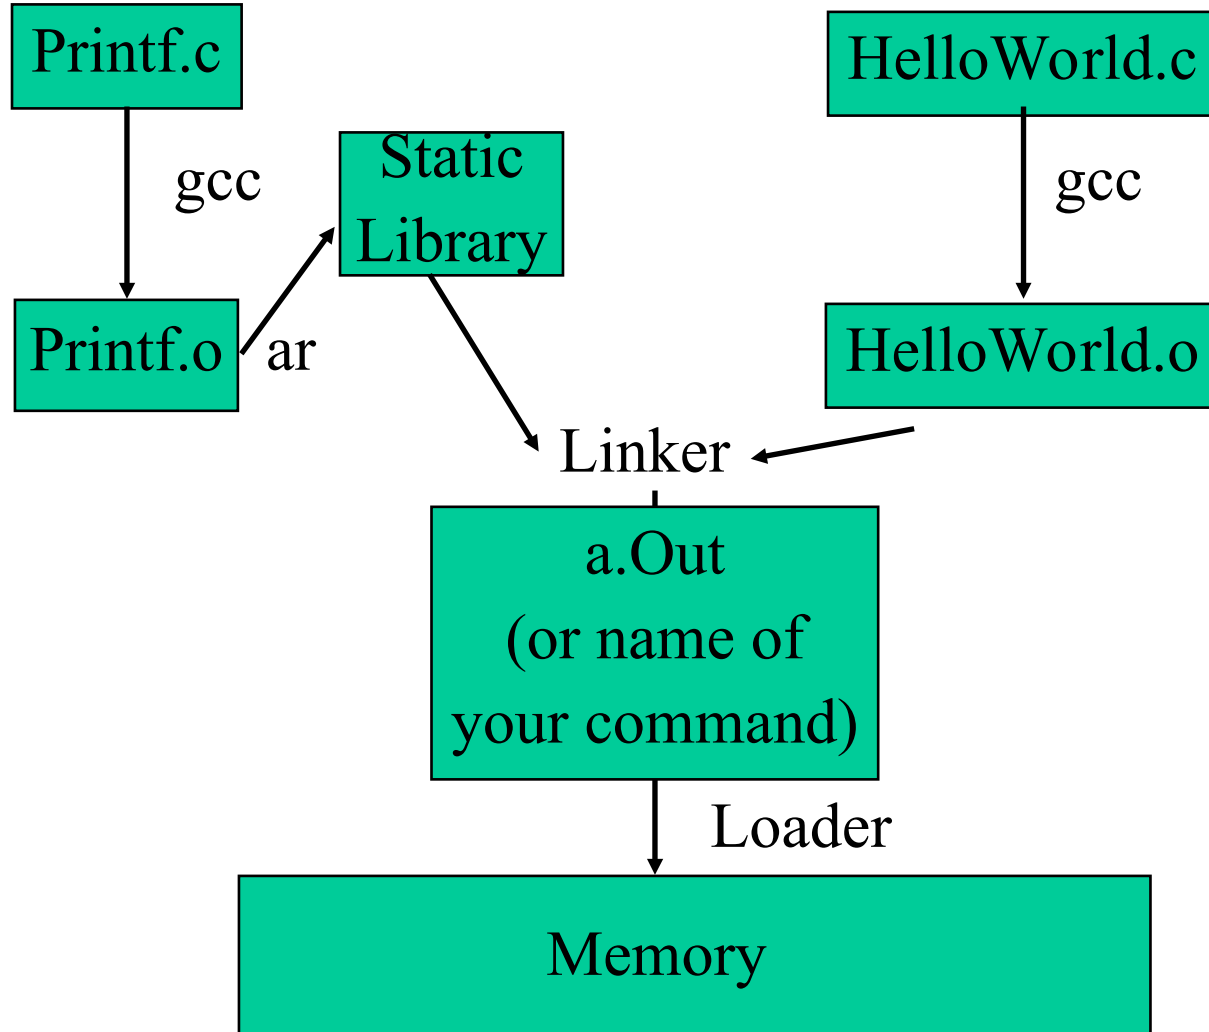 Printf.c
HelloWorld.c
gcc
Static
Library
gcc
Printf.o
ar
HelloWorld.o
Linker
a.Out
(or name of
your command)
Loader
Memory